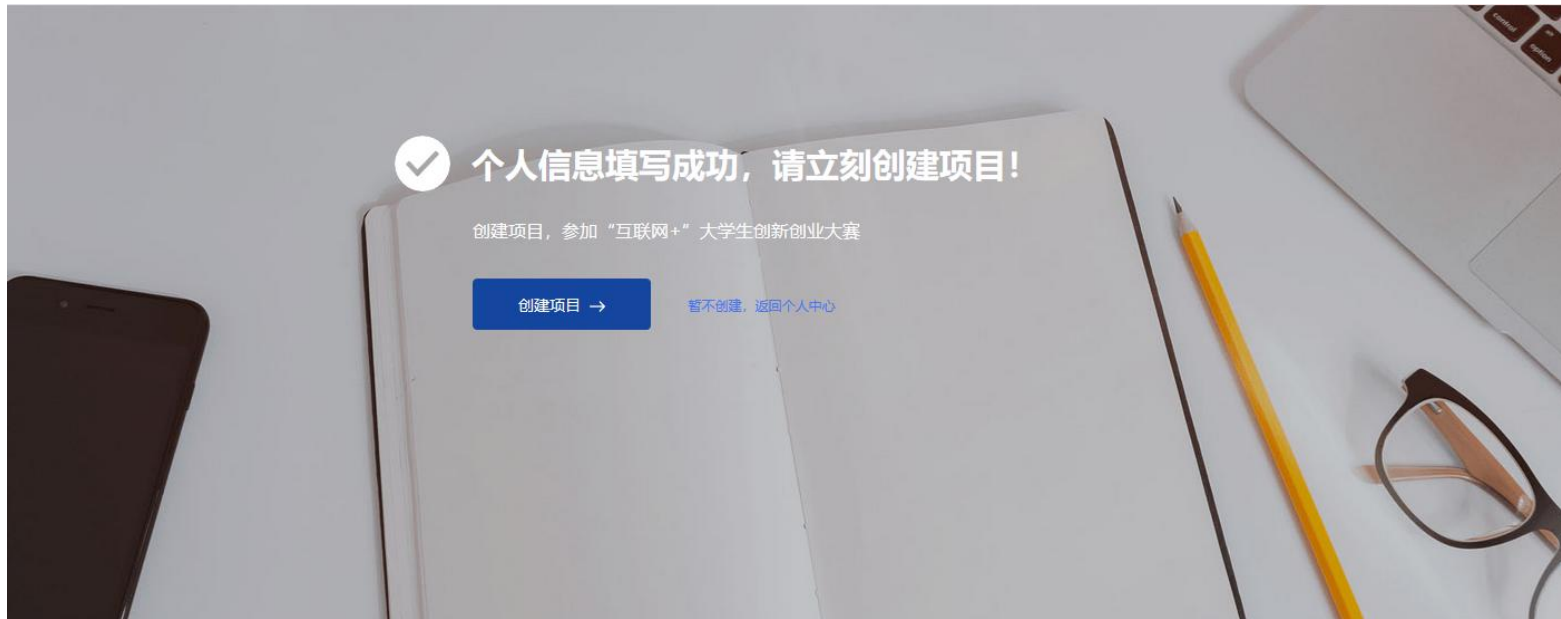 个人信息填写成功，请立刻创建项目！
创建项目，参加“互联网+”大学生创新创业大赛
创建项目 → 暂不创建，返回个人中心
control
option